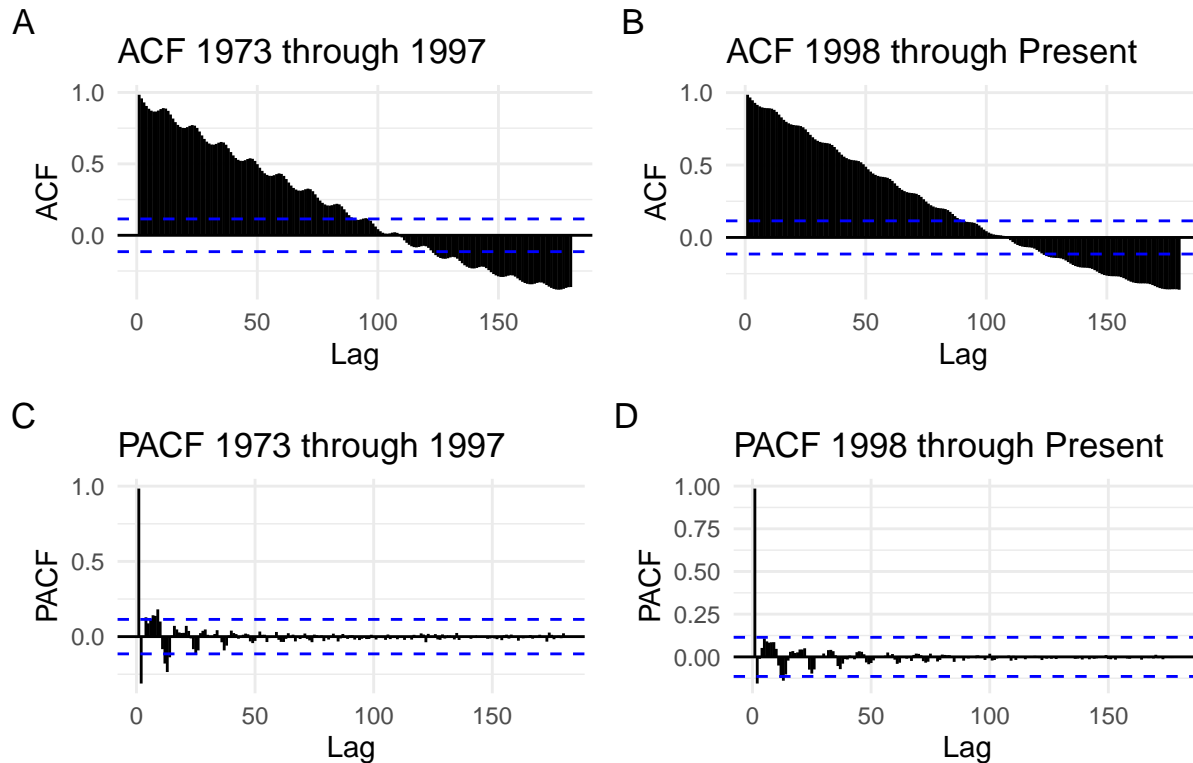 A
ACF 1973 through 1997
1.0
0.5
0.0
ACF
0
50
100
150
Lag
B
ACF 1998 through Present
1.0
0.5
0.0
ACF
0
50
100
150
Lag
C
PACF 1973 through 1997
1.0
0.5
0.0
PACF
0
50
100
150
Lag
D
PACF 1998 through Present
1.00
0.75
0.50
0.25
0.00
PACF
0
50
100
150
Lag